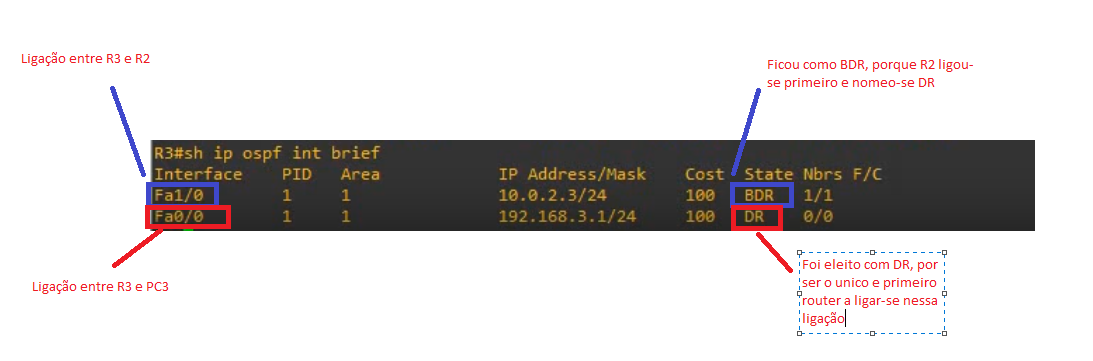 Ligação entre R3 e R2
Ficou como BDR, porque R2 ligou-
se primeiro e nomeo-se DR
R3#sh ip ospf int brief
Interface    PID   Area            IP Address/Mask    Cost  State Nbrs F/C
Fa1/0        1     1               10.0.2.3/24        100   BDR   1/1
Fa0/0        1     1               192.168.3.1/24     100   DR    0/0
Ligação entre R3 e PC3
Foi eleito com DR, por
ser o unico e primeiro
router a ligar-se nessa
ligação